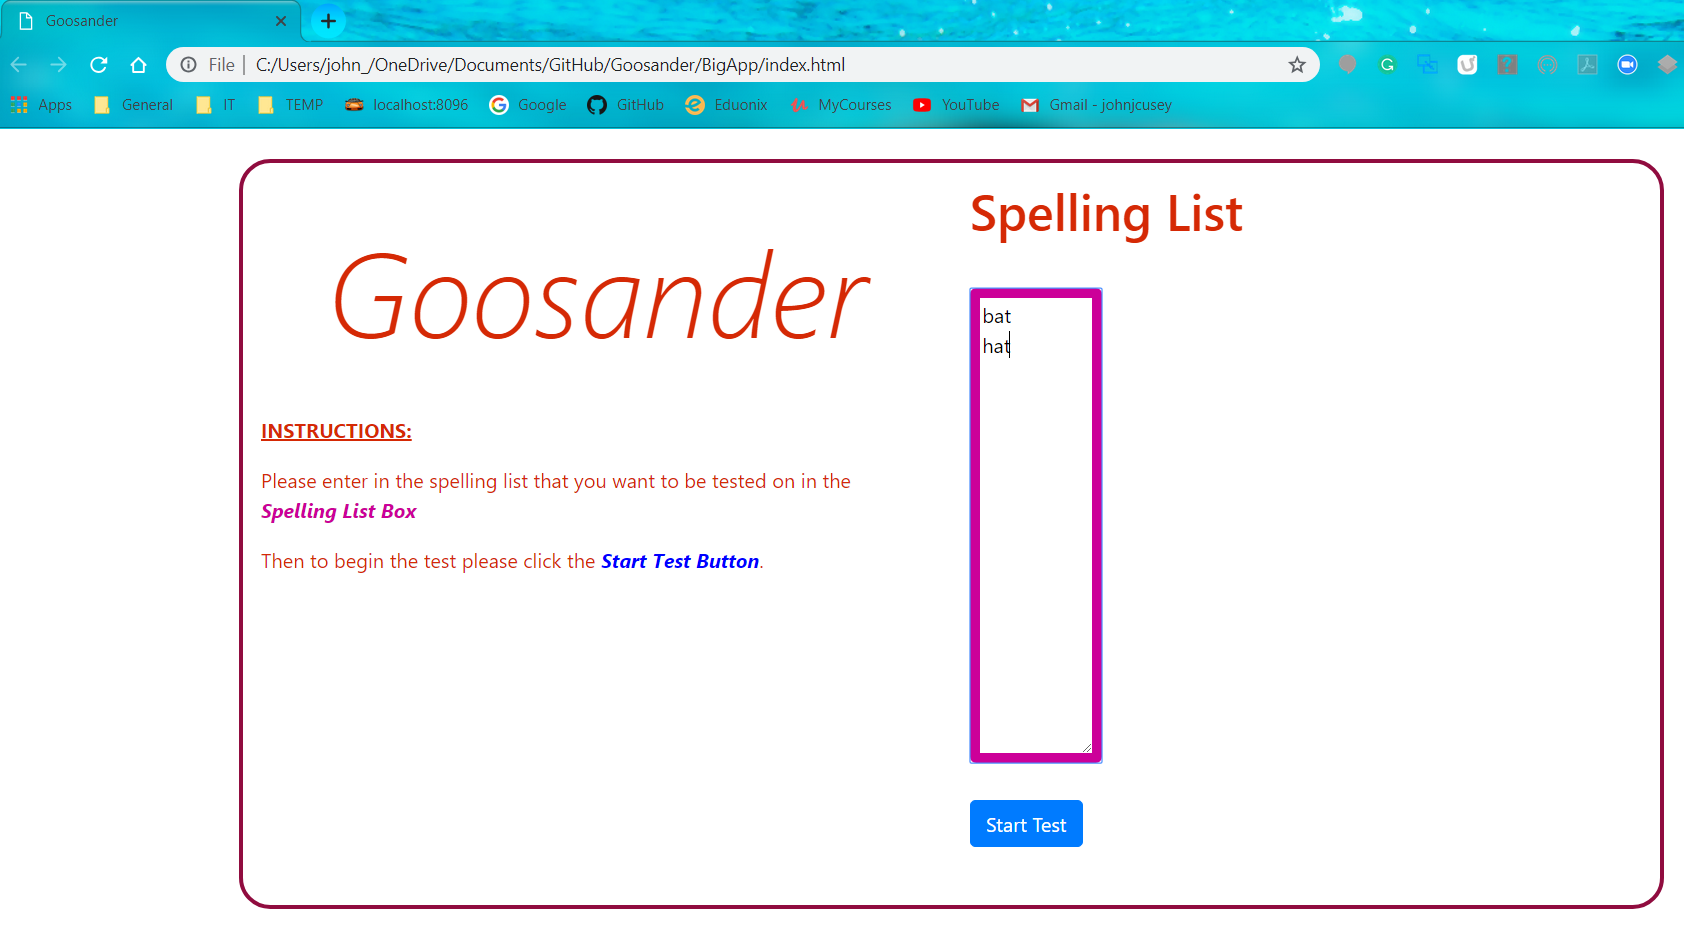 Goosander
File | C:/Users/john_/OneDrive/Documents/GitHub/Goosander/BigApp/index.html
Apps General IT TEMP localhost:8096 Google GitHub Eduonix MyCourses YouTube Gmail - johnjcusey
Goosander
INSTRUCTIONS:
Please enter in the spelling list that you want to be tested on in the
Spelling List Box
Then to begin the test please click the Start Test Button.
Spelling List
bat
hat
Start Test